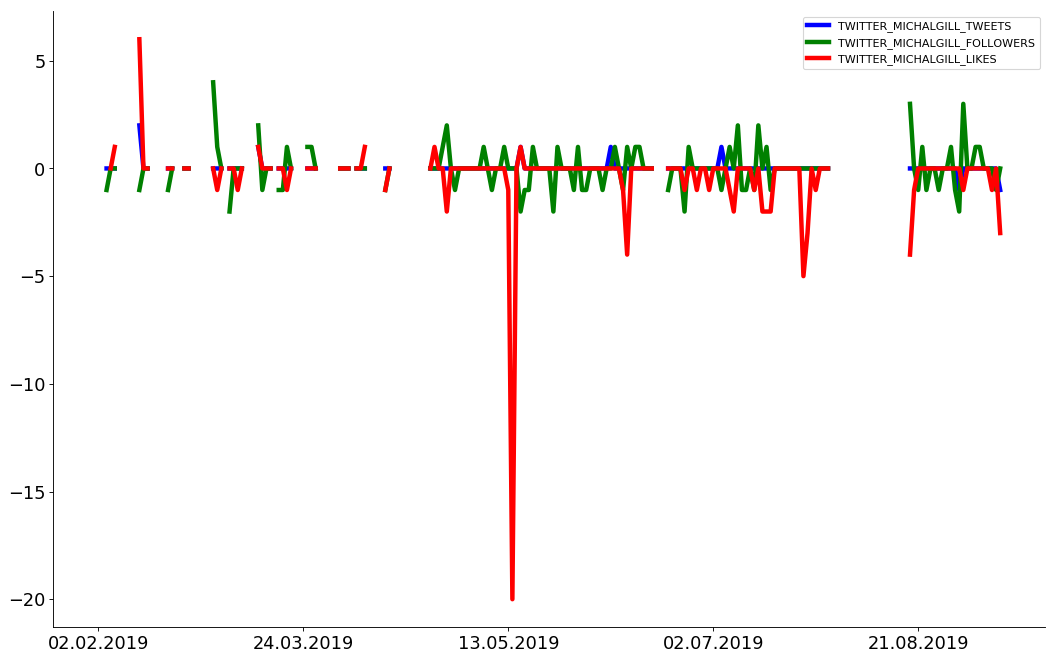 TWITTER_MICHALGILL_TWEETS
TWITTER_MICHALGILL_FOLLOWERS
TWITTER_MICHALGILL_LIKES
5
0
−5
−10
−15
−20
02.02.2019 24.03.2019 13.05.2019 02.07.2019 21.08.2019